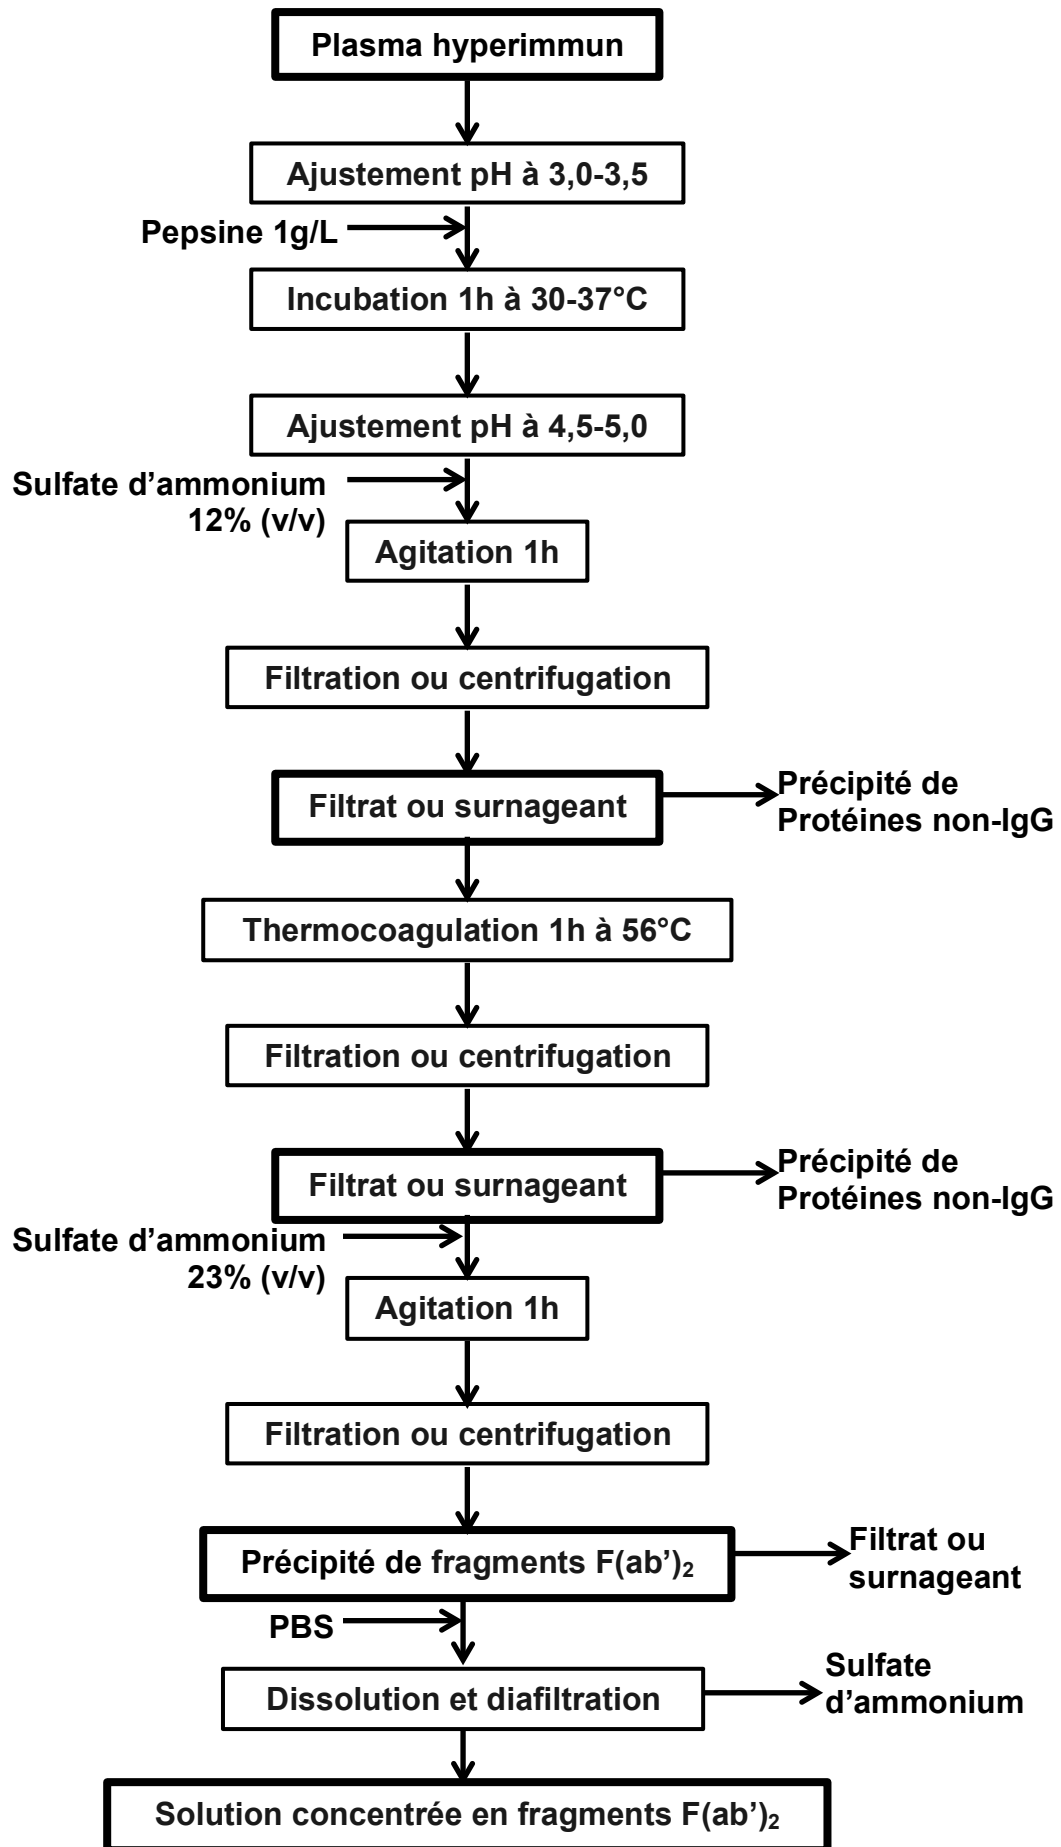 Plasma hyperimmun
Ajustement pH à 3,0-3,5
Pepsine 1g/L
Incubation 1h à 30-37°C
Ajustement pH à 4,5-5,0
Sulfate d’ammonium
12% (v/v)
Agitation 1h
Filtration ou centrifugation
Filtrat ou surnageant
Précipité de
Protéines non-IgG
Thermocoagulation 1h à 56°C
Filtration ou centrifugation
Filtrat ou surnageant
Précipité de
Protéines non-IgG
Sulfate d’ammonium
23% (v/v)
Agitation 1h
Filtration ou centrifugation
Précipité de fragments F(ab’)₂
Filtrat ou
surnageant
PBS
Dissolution et diafiltration
Sulfate
d’ammonium
Solution concentrée en fragments F(ab’)₂